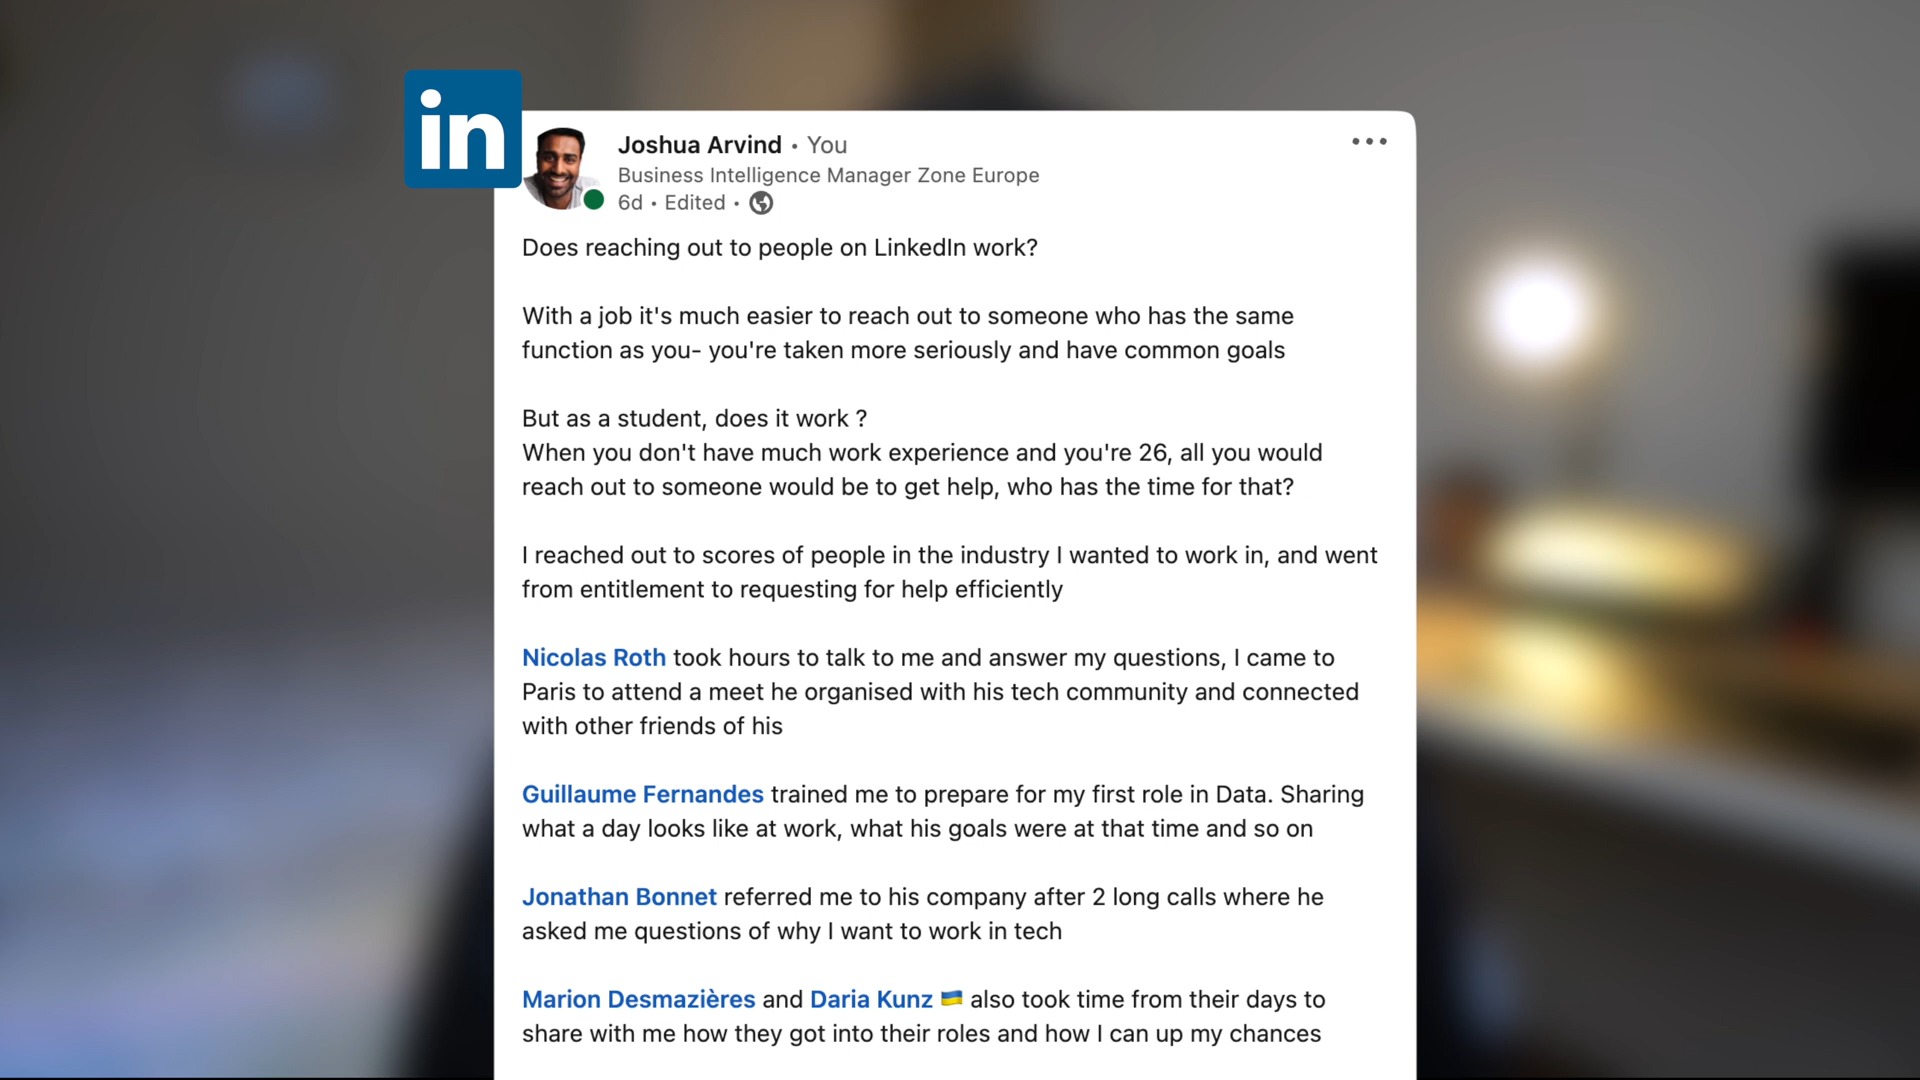 in
Joshua Arvind • You
Business Intelligence Manager Zone Europe
6d • Edited •
Does reaching out to people on LinkedIn work?
With a job it's much easier to reach out to someone who has the same
function as you- you're taken more seriously and have common goals
But as a student, does it work ?
When you don't have much work experience and you're 26, all you would
reach out to someone would be to get help, who has the time for that?
I reached out to scores of people in the industry I wanted to work in, and went
from entitlement to requesting for help efficiently
Nicolas Roth took hours to talk to me and answer my questions, I came to
Paris to attend a meet he organised with his tech community and connected
with other friends of his
Guillaume Fernandes trained me to prepare for my first role in Data. Sharing
what a day looks like at work, what his goals were at that time and so on
Jonathan Bonnet referred me to his company after 2 long calls where he
asked me questions of why I want to work in tech
Marion Desmazières and Daria Kunz 🇺🇦 also took time from their days to
share with me how they got into their roles and how I can up my chances